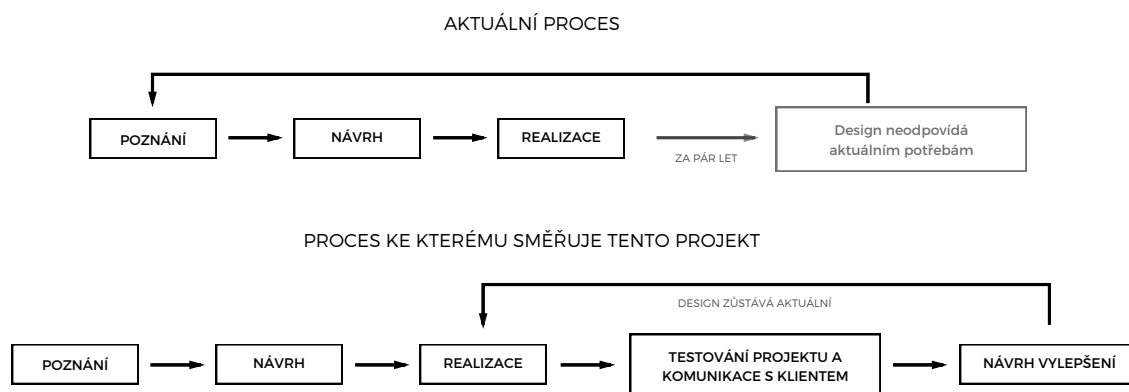 AKTUÁLNÍ PROCES
POZNÁNÍ
NÁVRH
REALIZACE
ZA PÁR LET
Design neodpovídá
aktuálním potřebám
PROCES KE KTERÉMU SMĚŘUJE TENTO PROJEKT
DESIGN ZŮSTÁVÁ AKTUÁLNÍ
POZNÁNÍ
NÁVRH
REALIZACE
TESTOVÁNÍ PROJEKTU A
KOMUNIKACE S KLIENTEM
NÁVRH VYLEPŠENÍ